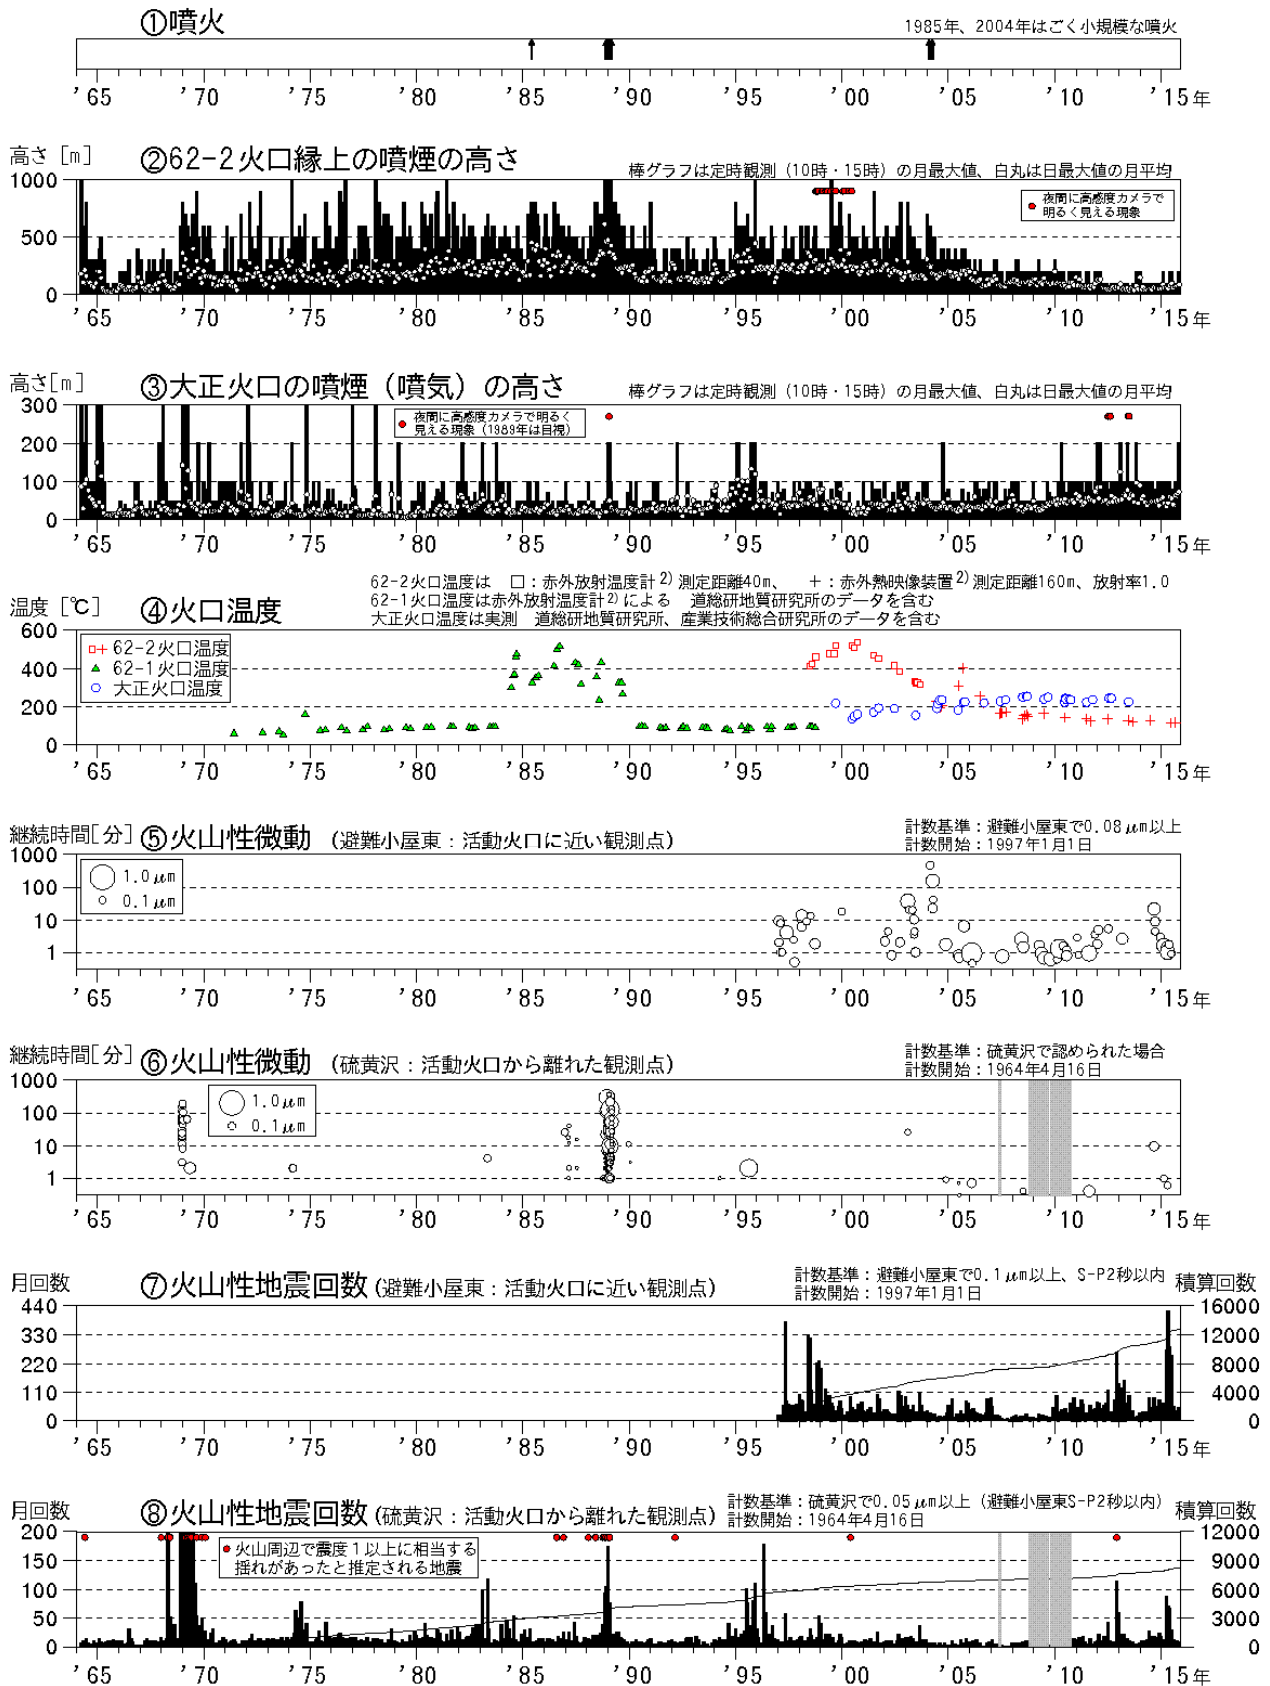 ①噴火
1985年、2004年はごく小規模な噴火
'65 '70 '75 '80 '85 '90 '95 '00 '05 '10 '15年
高さ [m] ②62-2火口縁上の噴煙の高さ
棒グラフは定時観測（10時・15時）の月最大値、白丸は日最大値の月平均
1000
500
0
夜間に高感度カメラで
明るく見える現象
'65 '70 '75 '80 '85 '90 '95 '00 '05 '10 '15年
高さ[m] ③大正火口の噴煙（噴気）の高さ
棒グラフは定時観測（10時・15時）の月最大値、白丸は日最大値の月平均
300
200
100
0
夜間に高感度カメラで明るく
見える現象（1989年は目視）
'65 '70 '75 '80 '85 '90 '95 '00 '05 '10 '15年
62-2火口温度は □：赤外放射温度計2) 測定距離40m、 ＋：赤外熱映像装置2) 測定距離160m、放射率1.0
62-1火口温度は赤外放射温度計2)による 道総研地質研究所のデータを含む
大正火口温度は実測 道総研地質研究所、産業技術総合研究所のデータを含む
温度 [℃] ④火口温度
600
400
200
0
□+ 62-2火口温度
▲ 62-1火口温度
○ 大正火口温度
'65 '70 '75 '80 '85 '90 '95 '00 '05 '10 '15年
継続時間[分] ⑤火山性微動 （避難小屋東：活動火口に近い観測点）
計数基準：避難小屋東で0.08μm以上
計数開始：1997年1月1日
1000
100
10
1
1.0μm
0.1μm
'65 '70 '75 '80 '85 '90 '95 '00 '05 '10 '15年
継続時間[分] ⑥火山性微動 （硫黄沢：活動火口から離れた観測点）
計数基準：硫黄沢で認められた場合
計数開始：1964年4月16日
1000
100
10
1
1.0μm
0.1μm
'65 '70 '75 '80 '85 '90 '95 '00 '05 '10 '15年
月回数 ⑦火山性地震回数（避難小屋東：活動火口に近い観測点）
計数基準：避難小屋東で0.1μm以上、S-P2秒以内
計数開始：1997年1月1日
積算回数
440 16000
330 12000
220 8000
110 4000
0 0
'65 '70 '75 '80 '85 '90 '95 '00 '05 '10 '15年
月回数 ⑧火山性地震回数（硫黄沢：活動火口から離れた観測点）
計数基準：硫黄沢で0.05μm以上（避難小屋東S-P2秒以内）
計数開始：1964年4月16日
積算回数
200 12000
150 9000
100 6000
50 3000
0 0
火山周辺で震度１以上に相当する
揺れがあったと推定される地震
'65 '70 '75 '80 '85 '90 '95 '00 '05 '10 '15年